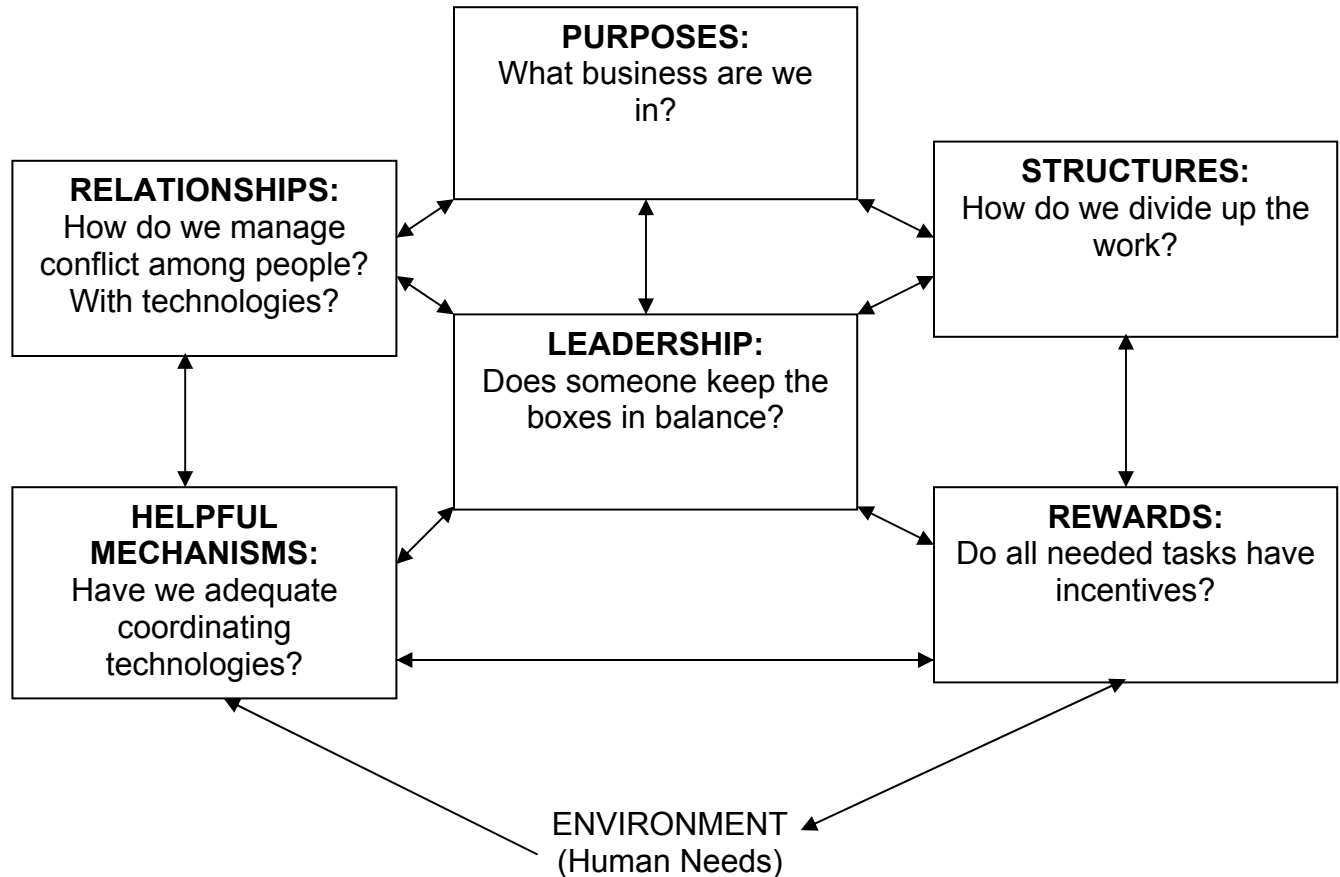 PURPOSES:
What business are we
in?
RELATIONSHIPS:
How do we manage
conflict among people?
With technologies?
STRUCTURES:
How do we divide up the
work?
LEADERSHIP:
Does someone keep the
boxes in balance?
HELPFUL
MECHANISMS:
Have we adequate
coordinating
technologies?
REWARDS:
Do all needed tasks have
incentives?
ENVIRONMENT
(Human Needs)